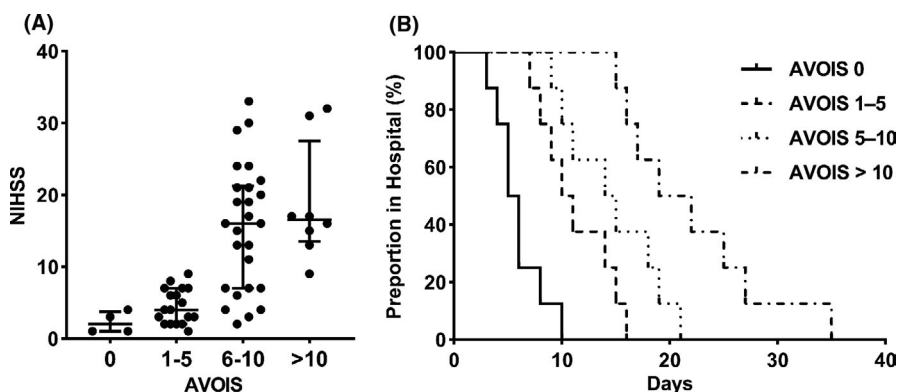 (A)
40
30
20
10
0
NIHSS
0 1-5 6-10 >10
AVOIS
(B)
100
80
60
40
20
0
Preportion in Hospital (%)
0 10 20 30 40
Days
AVOIS 0
AVOIS 1–5
AVOIS 5–10
AVOIS > 10